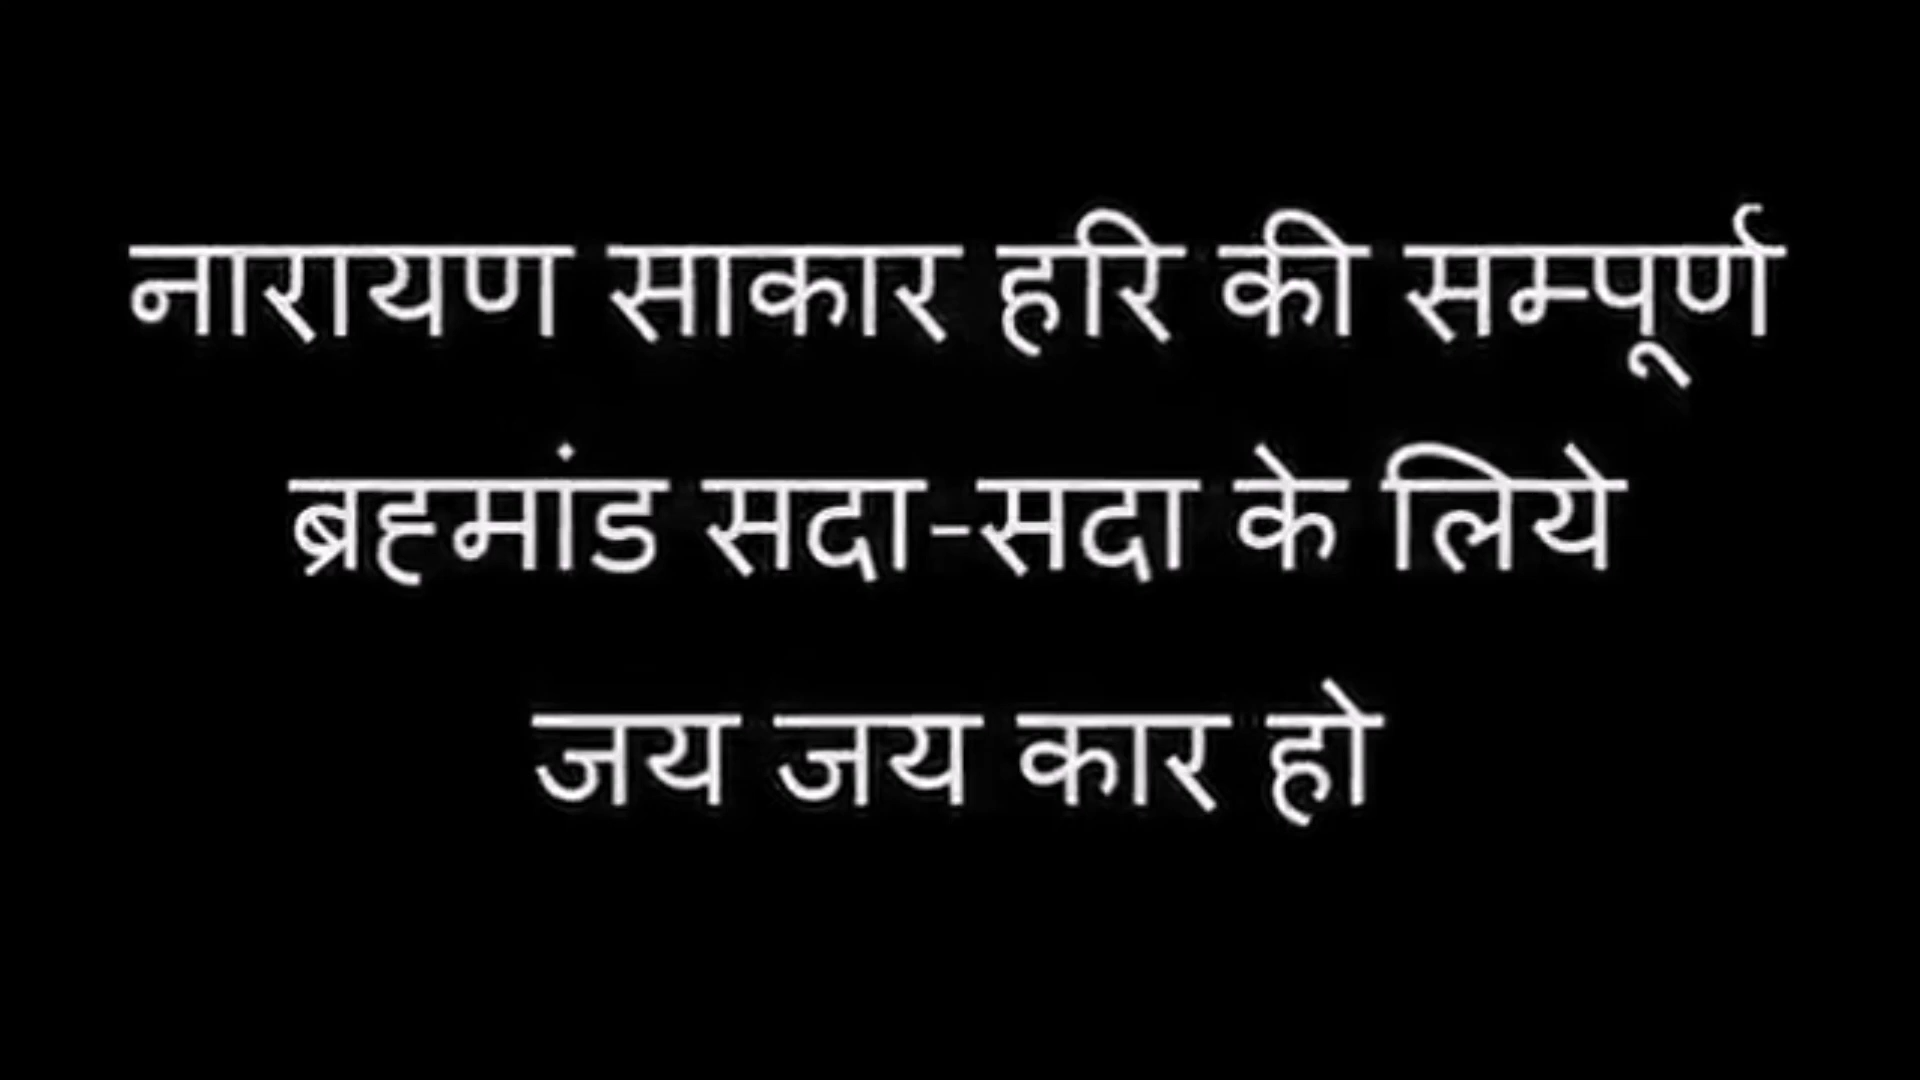 नारायण साकार हरि की सम्पूर्ण
ब्रह्मांड सदा-सदा के लिये
जय जय कार हो